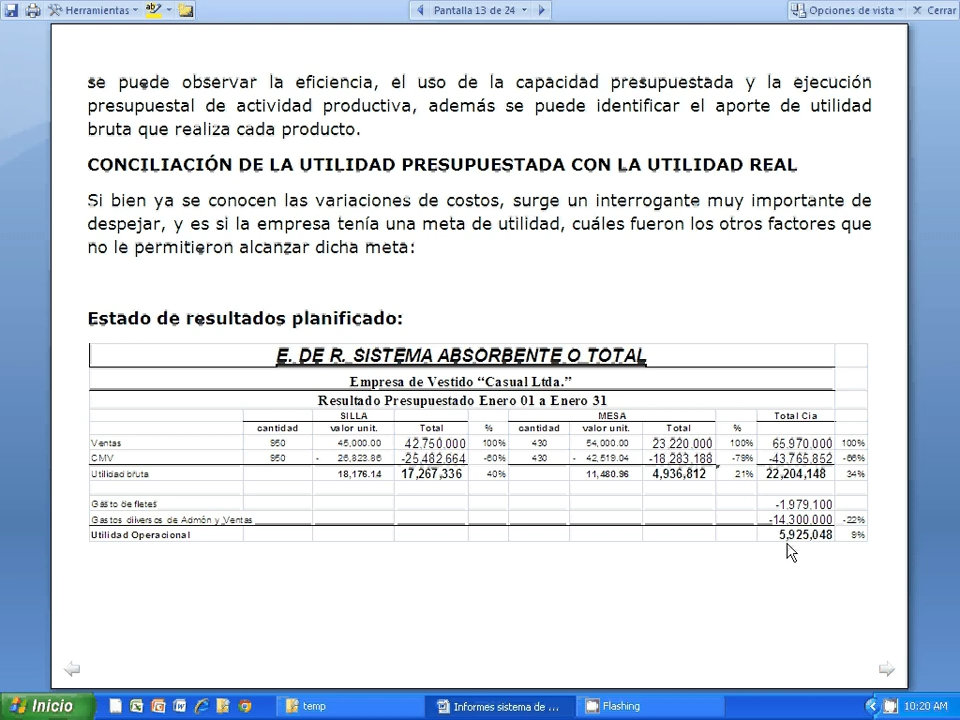 Herramientas
Pantalla 13 de 24
Opciones de vista
Cerrar
se puede observar la eficiencia, el uso de la capacidad presupuestada y la ejecución
presupuestal de actividad productiva, además se puede identificar el aporte de utilidad
bruta que realiza cada producto.
CONCILIACIÓN DE LA UTILIDAD PRESUPUESTADA CON LA UTILIDAD REAL
Si bien ya se conocen las variaciones de costos, surge un interrogante muy importante de
despejar, y es si la empresa tenía una meta de utilidad, cuáles fueron los otros factores que
no le permitieron alcanzar dicha meta:
Estado de resultados planificado:
E. DE R. SISTEMA ABSORBENTE O TOTAL
Empresa de Vestido “Casual Ltda.”
Resultado Presupuestado Enero 01 a Enero 31
SILLA MESA Total Cia
cantidad valor unit. Total % cantidad valor unit. Total %
Ventas 950 45,000.00 42,750,000 100% 430 54,000.00 23,220,000 100% 65,970,000 100%
CMV 950 - 26,823.86 -25,482,664 -60% 430 - 42,519.04 -18,283,188 -79% -43,765,852 -66%
Utilidad bruta 18,176.14 17,267,336 40% 11,480.96 4,936,812 21% 22,204,148 34%
Gasto de fletes -1,979,100
Gastos diiversos de Admón y Ventas -14,300,000 -22%
Utilidad Operacional 5,925,048 9%
Inicio
temp
Informes sistema de ...
Flashing
10:20 AM